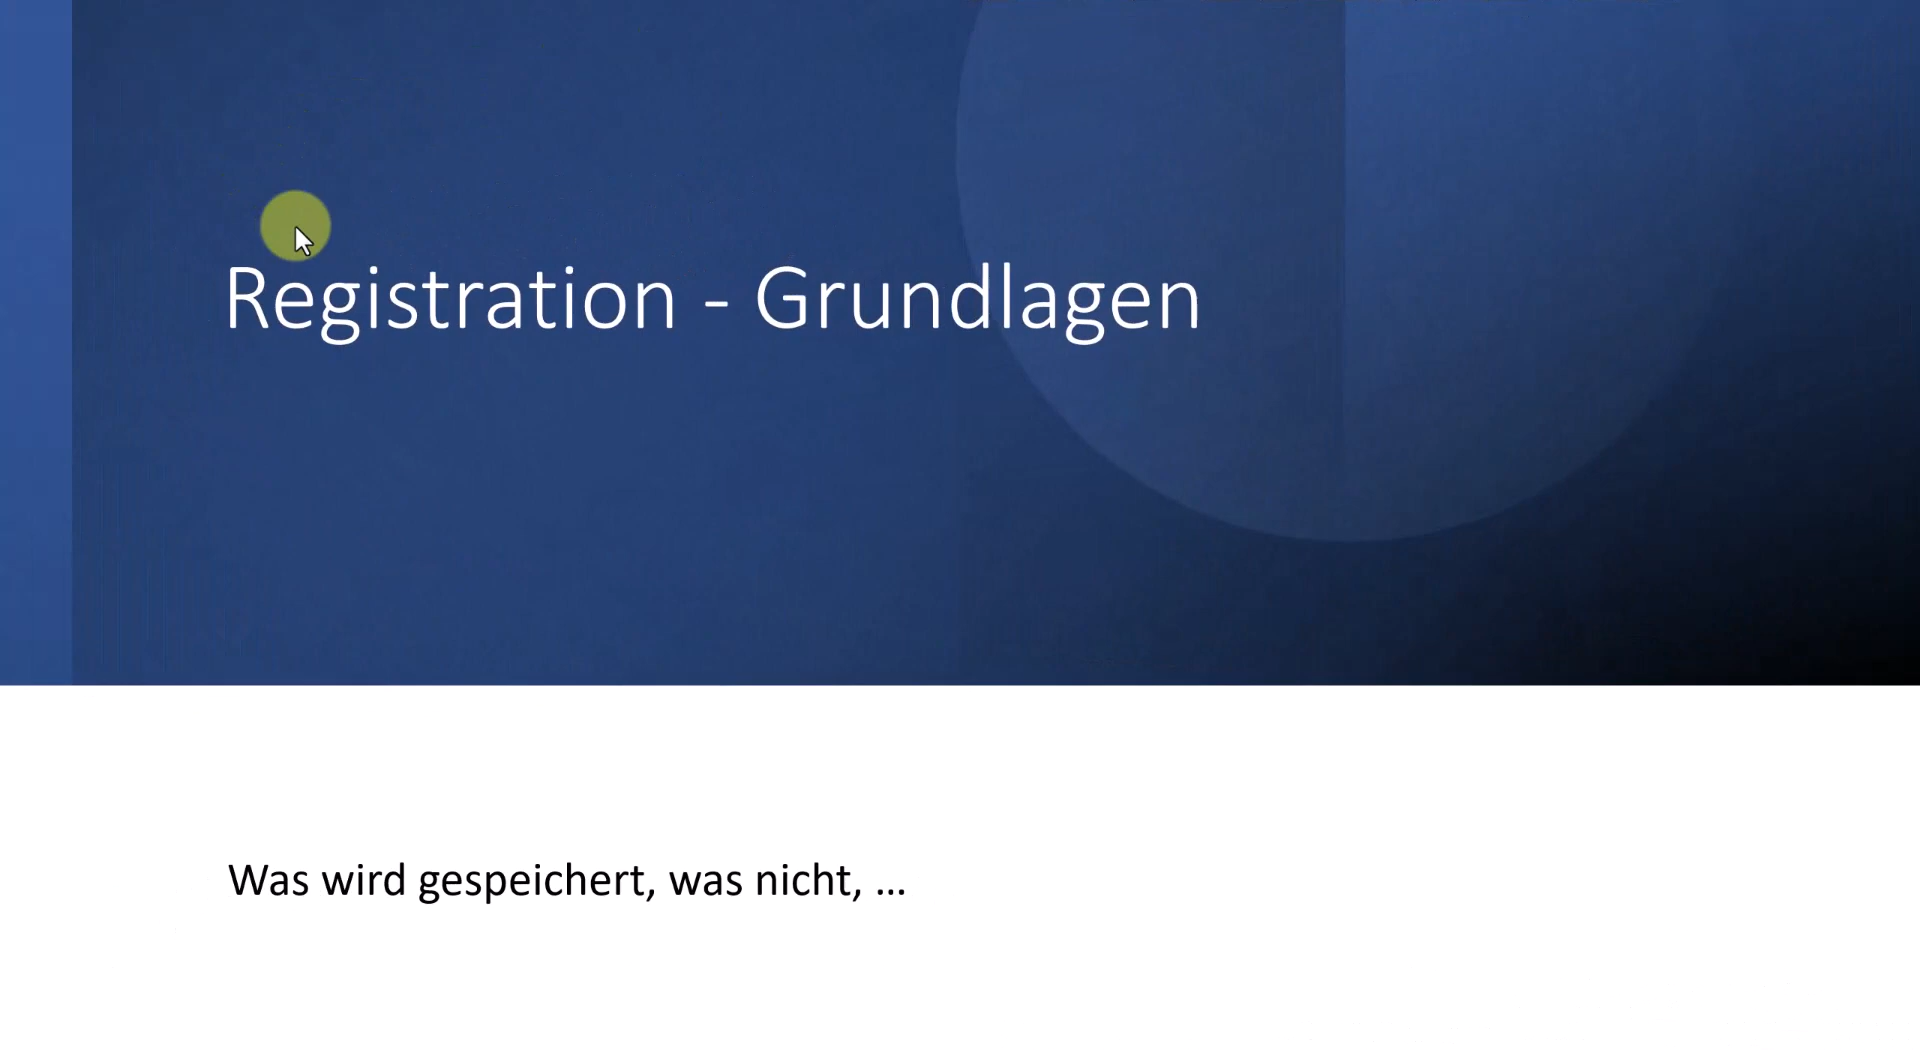 Registration - Grundlagen
Was wird gespeichert, was nicht, ...